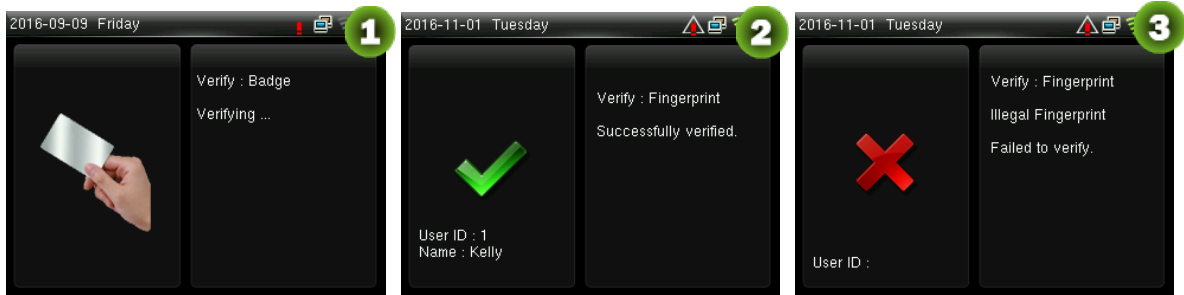 2016-09-09 Friday
1
Verify : Badge
Verifying ...
2016-11-01 Tuesday
2
Verify : Fingerprint
Successfully verified.
User ID : 1
Name : Kelly
2016-11-01 Tuesday
3
Verify : Fingerprint
Illegal Fingerprint
Failed to verify.
User ID :